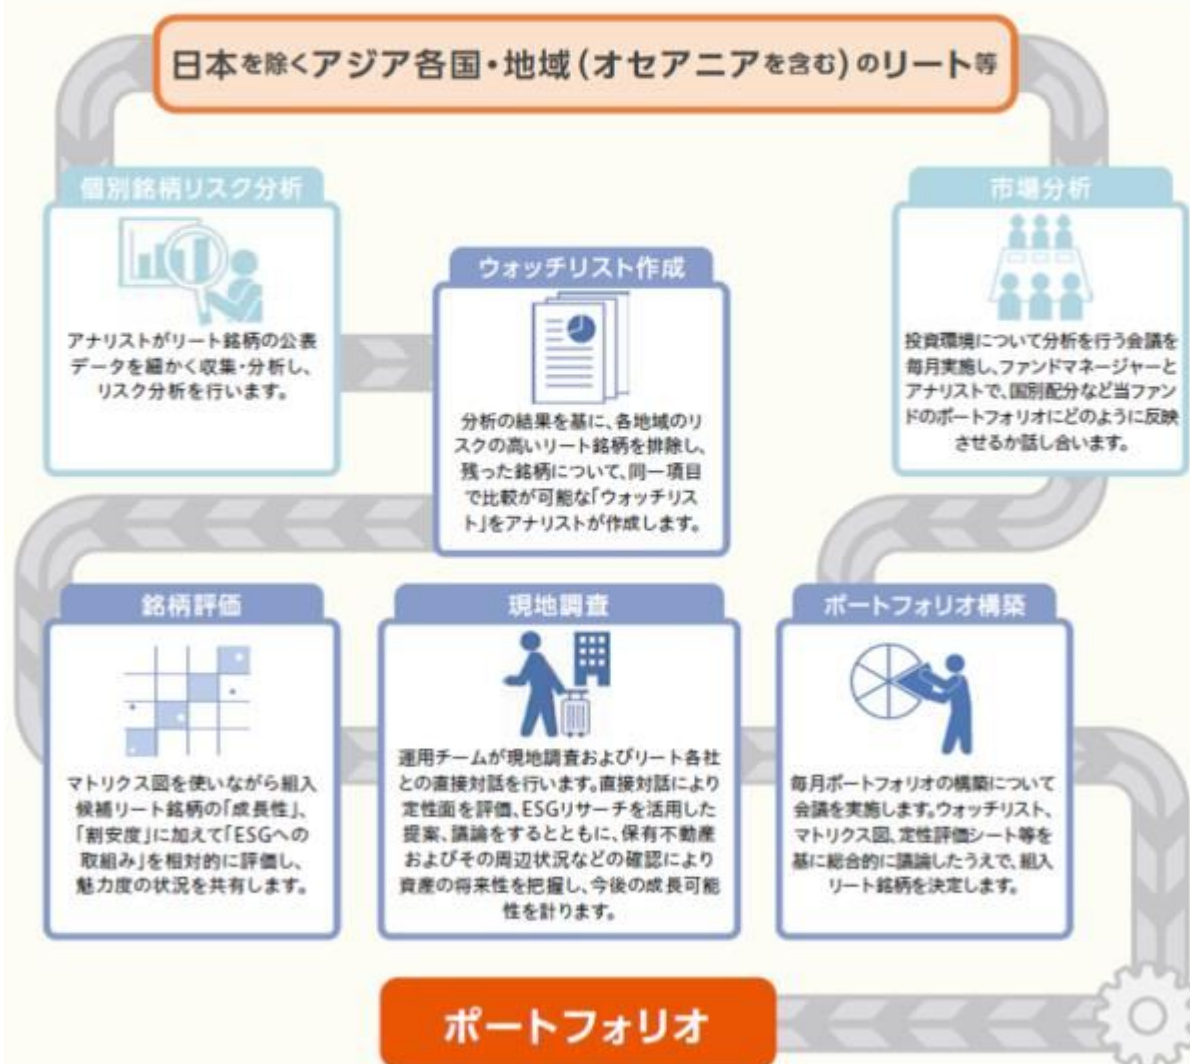 日本を除くアジア各国・地域(オセアニアを含む)のリート等
個別銘柄リスク分析
アナリストがリート銘柄の公表
データを細かく収集・分析し、
リスク分析を行います。
ウォッチリスト作成
分析の結果を基に、各地域のリ
スクの高いリート銘柄を排除し、
残った銘柄について、同一項目
で比較が可能な「ウォッチリス
ト」をアナリストが作成します。
市場分析
投資環境について分析を行う会議を
毎月実施し、ファンドマネージャーと
アナリストで、国別配分など当ファン
ドのポートフォリオにどのように反映
させるか話し合います。
銘柄評価
マトリクス図を使いながら組入
候補リート銘柄の「成長性」、
「割安度」に加えて「ESGへの
取組み」を相対的に評価し、
魅力度の状況を共有します。
現地調査
運用チームが現地調査およびリート各社
との直接対話を行います。直接対話により
定性面を評価、ESGリサーチを活用した
提案、議論をするとともに、保有不動産
およびその周辺状況などの確認により
資産の将来性を把握し、今後の成長可能
性を計ります。
ポートフォリオ構築
毎月ポートフォリオの構築について
会議を実施します。ウォッチリスト、
マトリクス図、定性評価シート等を
基に総合的に議論したうえで、組入
リート銘柄を決定します。
ポートフォリオ